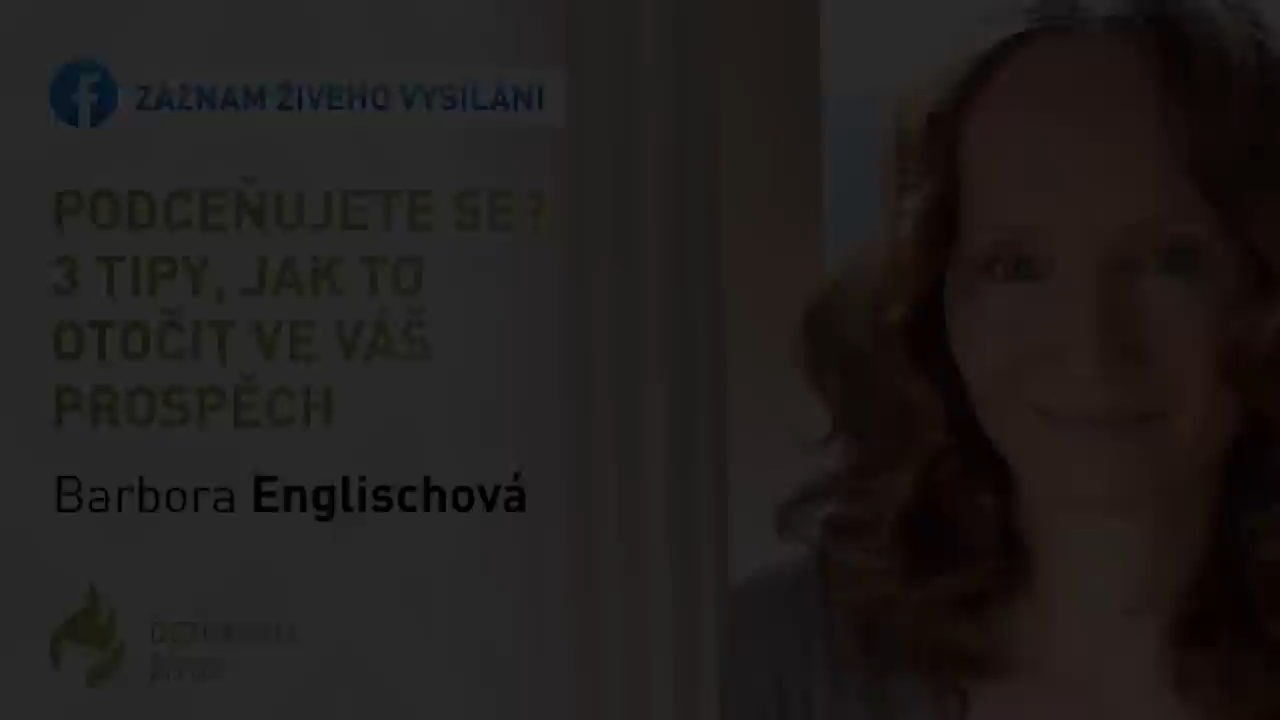 ZÁZNAM ŽIVÉHO VYSÍLÁNÍ
PODCEŇUJETE SE?
3 TIPY, JAK TO
OTOČIT VE VÁŠ
PROSPĚCH
Barbora Englischová